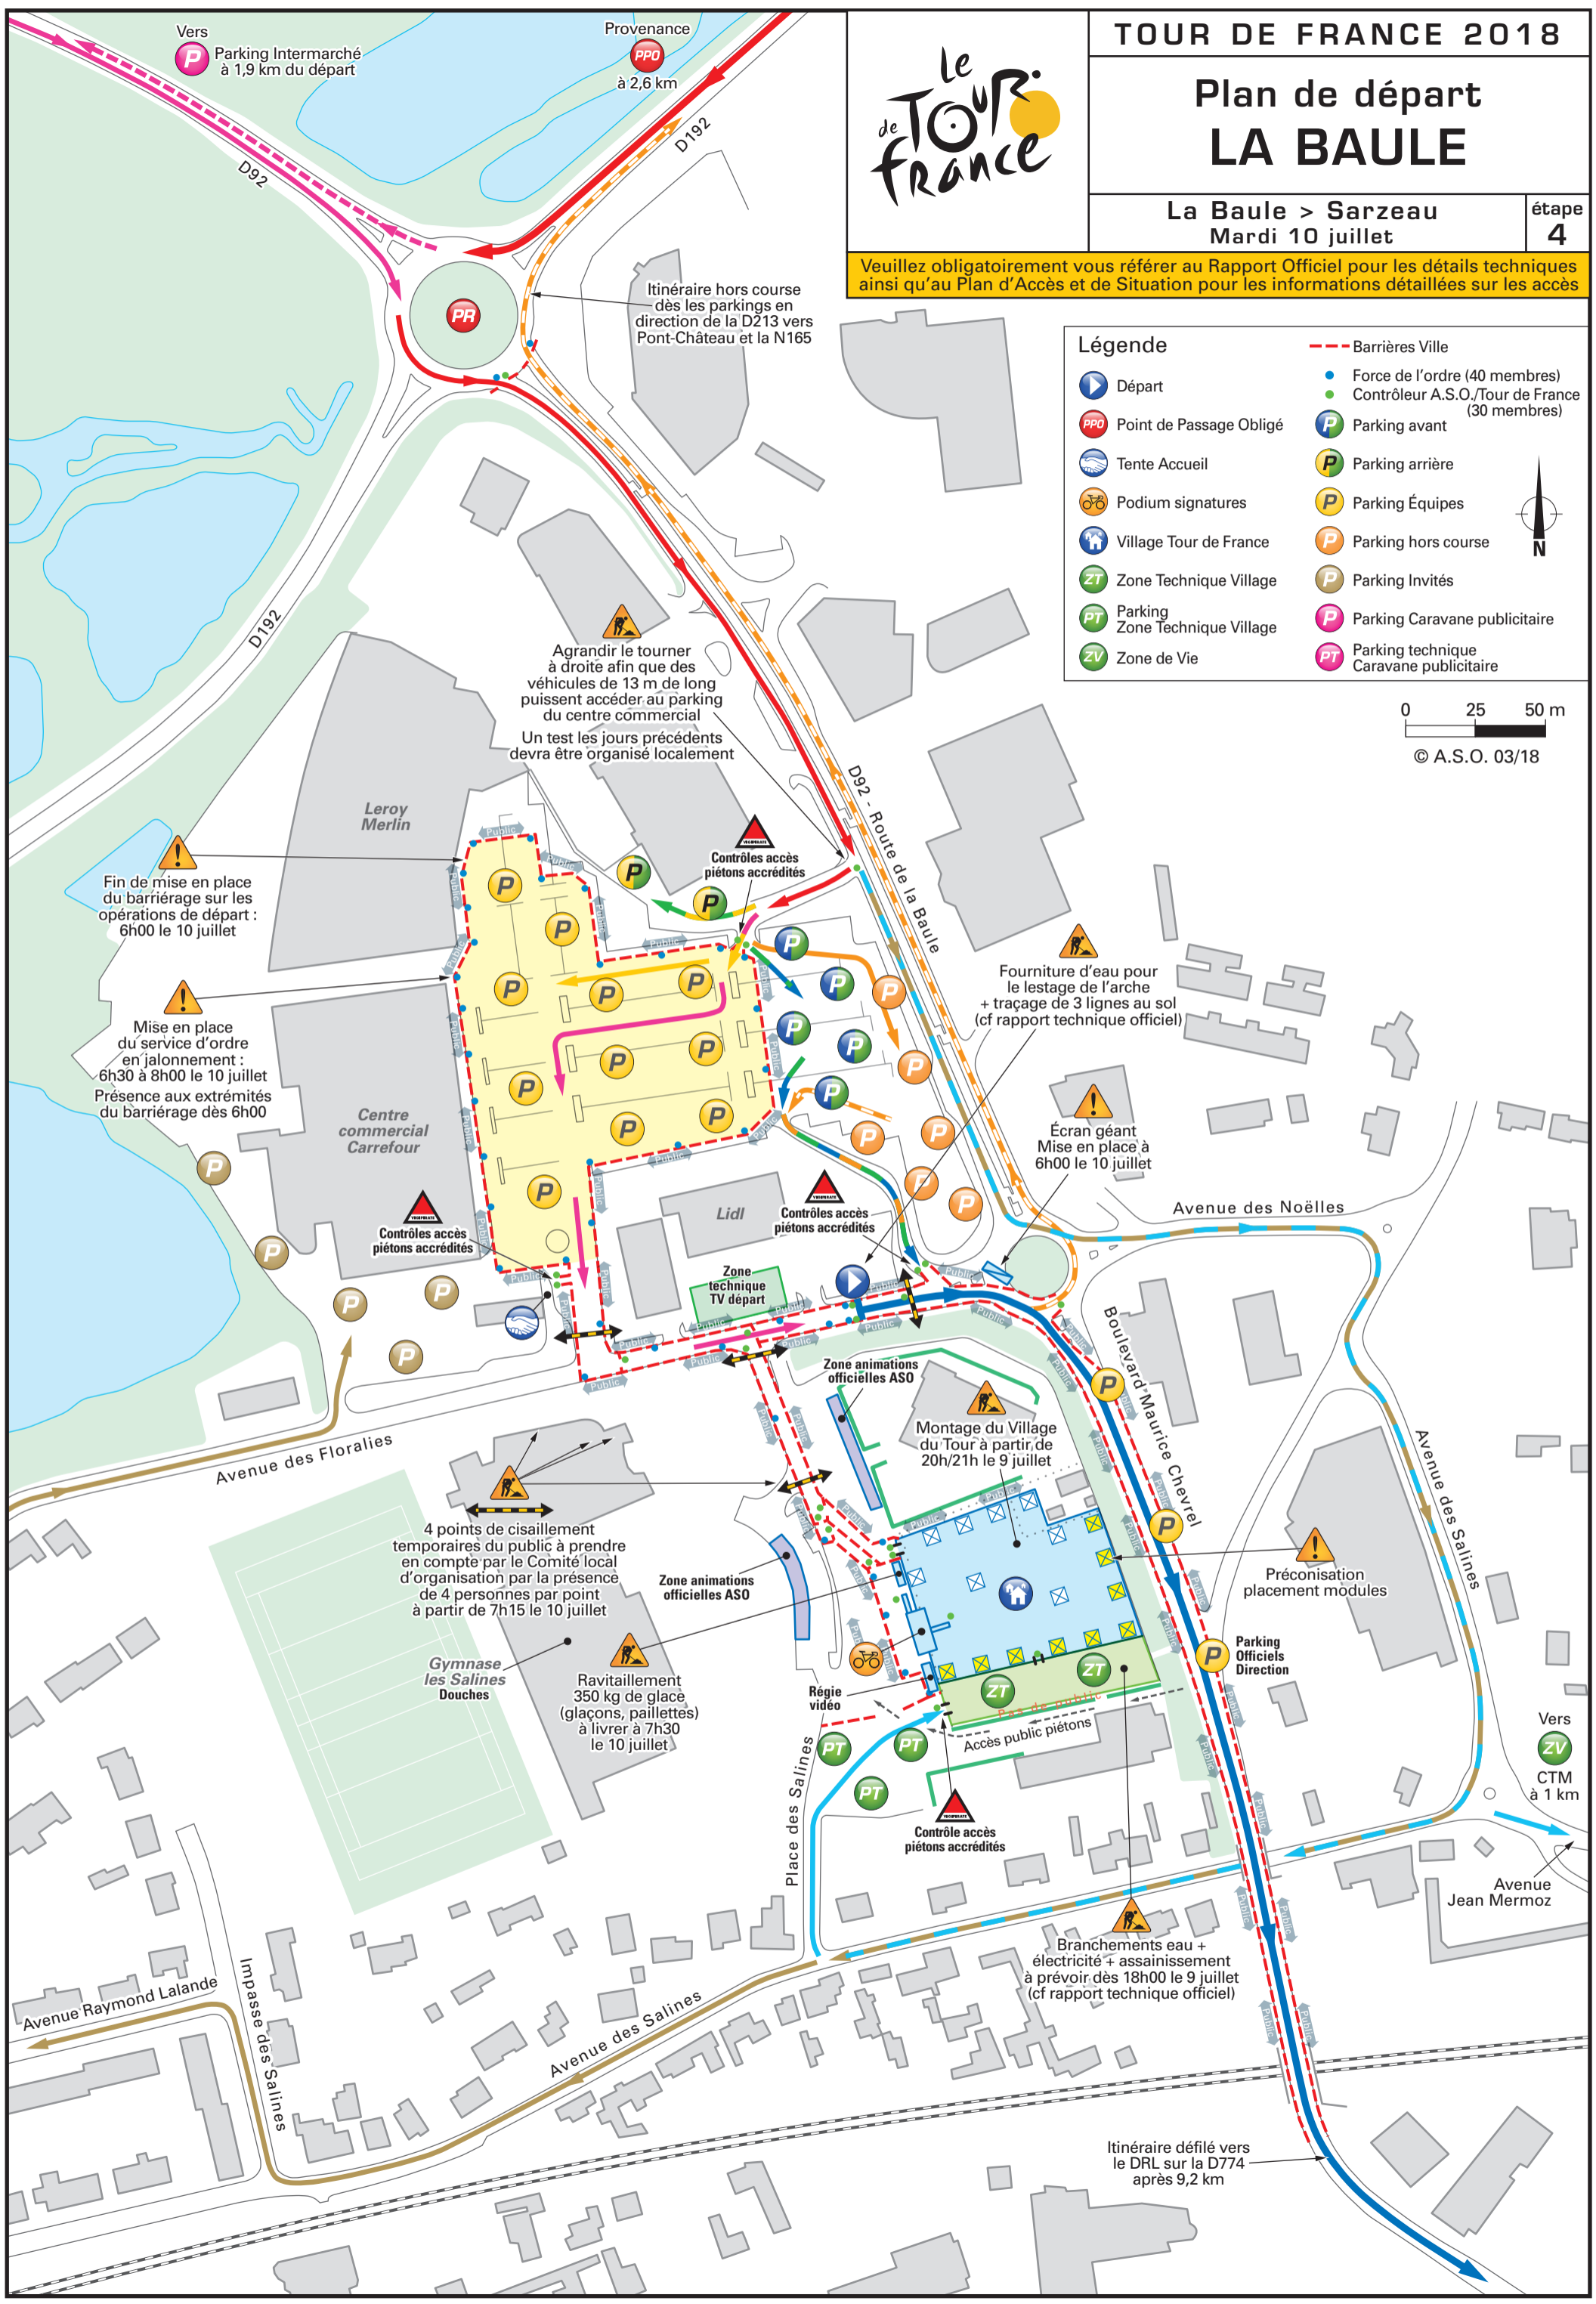 Vers
P
Parking Intermarché
à 1,9 km du départ
Provenance
PPO
à 2,6 km
D92
D192
Le
TOUR
de
FRANCE
TOUR DE FRANCE 2018
Plan de départ
LA BAULE
La Baule > Sarzeau
Mardi 10 juillet
étape
4
Veuillez obligatoirement vous référer au Rapport Officiel pour les détails techniques
ainsi qu'au Plan d'Accès et de Situation pour les informations détaillées sur les accès
PR
Itinéraire hors course
dès les parkings en
direction de la D213 vers
Pont-Château et la N165
Légende
Départ
PPO Point de Passage Obligé
Tente Accueil
Podium signatures
Village Tour de France
ZT Zone Technique Village
PT Parking
Zone Technique Village
ZV Zone de Vie
Barrières Ville
Force de l'ordre (40 membres)
Contrôleur A.S.O./Tour de France
(30 membres)
P Parking avant
P Parking arrière
P Parking Équipes
P Parking hors course
P Parking Invités
P Parking Caravane publicitaire
PT Parking technique
Caravane publicitaire
N
0 25 50 m
© A.S.O. 03/18
D192
Agrandir le tourner
à droite afin que des
véhicules de 13 m de long
puissent accéder au parking
du centre commercial
Un test les jours précédents
devra être organisé localement
D92 - Route de la Baule
Leroy
Merlin
Contrôles accès
piétons accrédités
Fin de mise en place
du barriérage sur les
opérations de départ :
6h00 le 10 juillet
Mise en place
du service d'ordre
en jalonnement :
6h30 à 8h00 le 10 juillet
Présence aux extrémités
du barriérage dès 6h00
Fourniture d'eau pour
le lestage de l'arche
+ traçage de 3 lignes au sol
(cf rapport technique officiel)
Centre
commercial
Carrefour
Écran géant
Mise en place à
6h00 le 10 juillet
Contrôles accès
piétons accrédités
Lidl
Contrôles accès
piétons accrédités
Avenue des Noëlles
Zone
technique
TV départ
Public
Boulevard Maurice Chevrel
Zone animations
officielles ASO
Montage du Village
du Tour à partir de
20h/21h le 9 juillet
Avenue des Floralies
Avenue des Salines
4 points de cisaillement
temporaires du public à prendre
en compte par le Comité local
d'organisation par la présence
de 4 personnes par point
à partir de 7h15 le 10 juillet
Zone animations
officielles ASO
Préconisation
placement modules
Gymnase
les Salines
Douches
Ravitaillement
350 kg de glace
(glaçons, paillettes)
à livrer à 7h30
le 10 juillet
Régie
vidéo
P
Parking
Officiels
Direction
ZT
ZT
Pas de public
Accès public piétons
PT
PT
PT
Place des Salines
Contrôle accès
piétons accrédités
Vers
ZV
CTM
à 1 km
Avenue
Jean Mermoz
Branchements eau +
électricité + assainissement
à prévoir dès 18h00 le 9 juillet
(cf rapport technique officiel)
Avenue Raymond Lalande
Impasse des Salines
Avenue des Salines
Itinéraire défilé vers
le DRL sur la D774
après 9,2 km